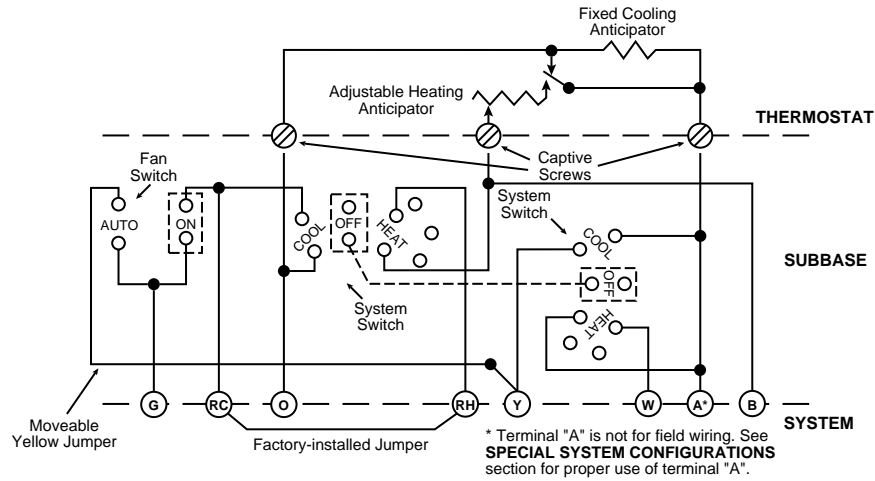 Fixed Cooling
Anticipator
Adjustable Heating
Anticipator
THERMOSTAT
Fan
Switch
Captive
Screws
System
Switch
AUTO
ON
COOL
OFF
HEAT
COOL
OFF
HEAT
SUBBASE
System
Switch
G
RC
O
RH
Y
W
A*
B
SYSTEM
Moveable
Yellow Jumper
Factory-installed Jumper
* Terminal "A" is not for field wiring. See
SPECIAL SYSTEM CONFIGURATIONS
section for proper use of terminal "A".